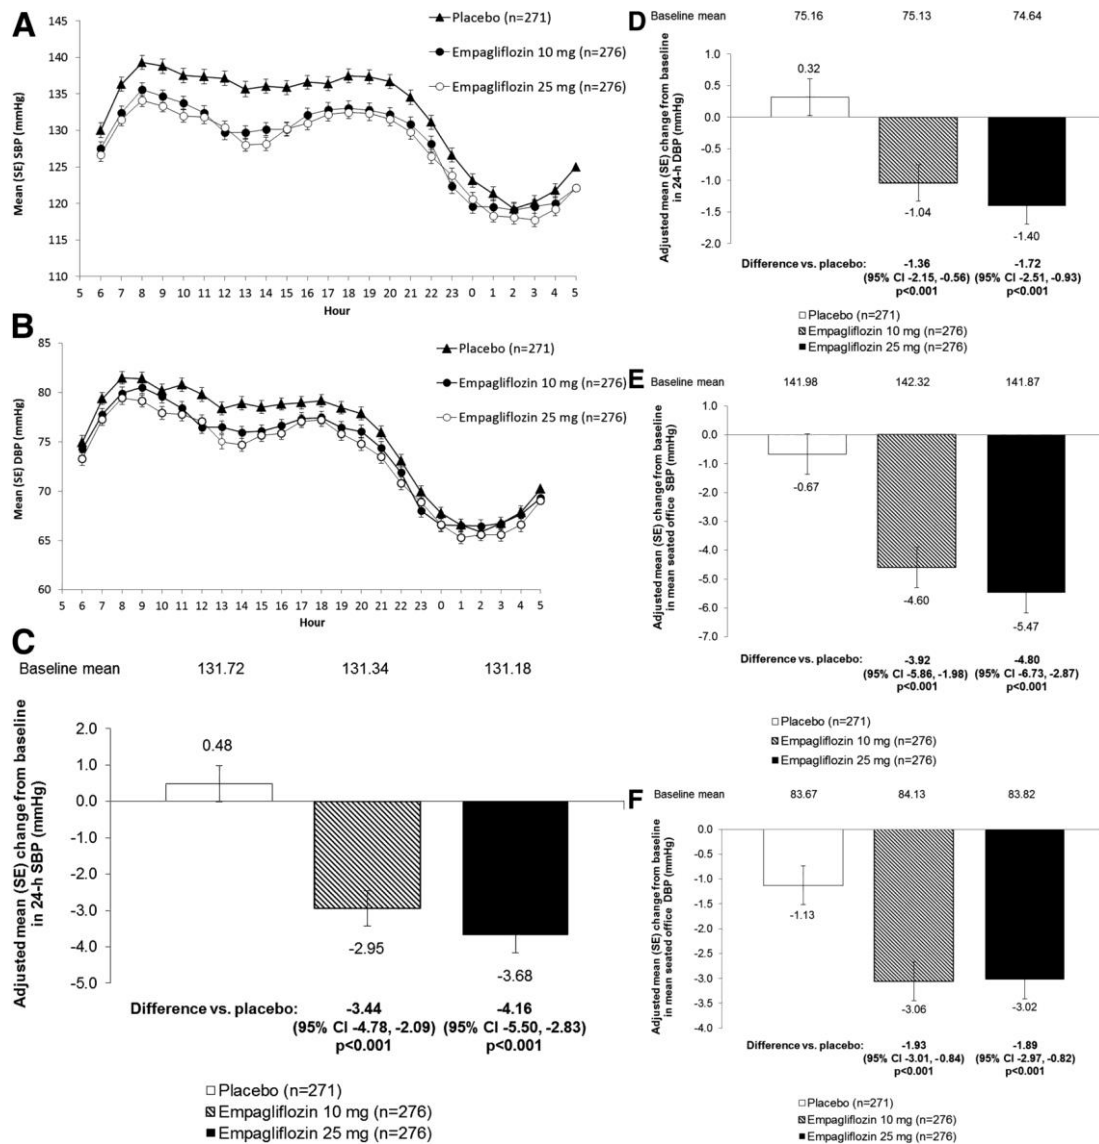 A
Mean (SE) SBP (mmHg)
145
140
135
130
125
120
115
110
5 6 7 8 9 10 11 12 13 14 15 16 17 18 19 20 21 22 23 0 1 2 3 4 5
Hour
Placebo (n=271)
Empagliflozin 10 mg (n=276)
Empagliflozin 25 mg (n=276)
B
Mean (SE) DBP (mmHg)
85
80
75
70
65
60
5 6 7 8 9 10 11 12 13 14 15 16 17 18 19 20 21 22 23 0 1 2 3 4 5
Hour
Placebo (n=271)
Empagliflozin 10 mg (n=276)
Empagliflozin 25 mg (n=276)
C
Baseline mean 131.72 131.34 131.18
Adjusted mean (SE) change from baseline
in 24-h SBP (mmHg)
2.0
1.0
0.0
-1.0
-2.0
-3.0
-4.0
-5.0
0.48
-2.95
-3.68
Difference vs. placebo: -3.44 -4.16
(95% CI -4.78, -2.09) (95% CI -5.50, -2.83)
p<0.001 p<0.001
Placebo (n=271)
Empagliflozin 10 mg (n=276)
Empagliflozin 25 mg (n=276)
D
Baseline mean 75.16 75.13 74.64
Adjusted mean (SE) change from baseline
in 24-h DBP (mmHg)
1.0
0.5
0.0
-0.5
-1.0
-1.5
-2.0
0.32
-1.04
-1.40
Difference vs. placebo: -1.36 -1.72
(95% CI -2.15, -0.56) (95% CI -2.51, -0.93)
p<0.001 p<0.001
Placebo (n=271)
Empagliflozin 10 mg (n=276)
Empagliflozin 25 mg (n=276)
E
Baseline mean 141.98 142.32 141.87
Adjusted mean (SE) change from baseline
in mean seated office SBP (mmHg)
1.0
0.0
-1.0
-2.0
-3.0
-4.0
-5.0
-6.0
-7.0
-0.67
-4.60
-5.47
Difference vs. placebo: -3.92 -4.80
(95% CI -5.86, -1.98) (95% CI -6.73, -2.87)
p<0.001 p<0.001
Placebo (n=271)
Empagliflozin 10 mg (n=276)
Empagliflozin 25 mg (n=276)
F
Baseline mean 83.67 84.13 83.82
Adjusted mean (SE) change from baseline
in mean seated office DBP (mmHg)
0.0
-0.5
-1.0
-1.5
-2.0
-2.5
-3.0
-3.5
-4.0
-1.13
-3.06
-3.02
Difference vs. placebo: -1.93 -1.89
(95% CI -3.01, -0.84) (95% CI -2.97, -0.82)
p<0.001 p<0.001
Placebo (n=271)
Empagliflozin 10 mg (n=276)
Empagliflozin 25 mg (n=276)